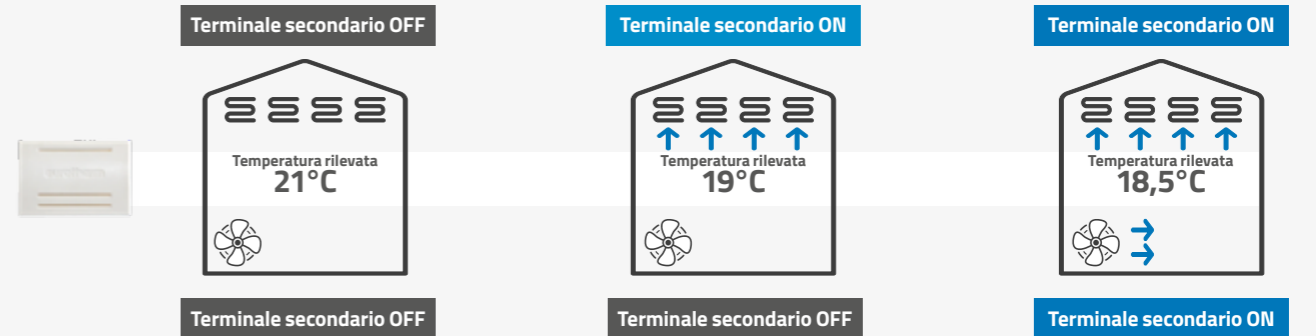 Terminale secondario OFF
Terminale secondario ON
Terminale secondario ON
Temperatura rilevata
21°C
Temperatura rilevata
19°C
Temperatura rilevata
18,5°C
Terminale secondario OFF
Terminale secondario OFF
Terminale secondario ON